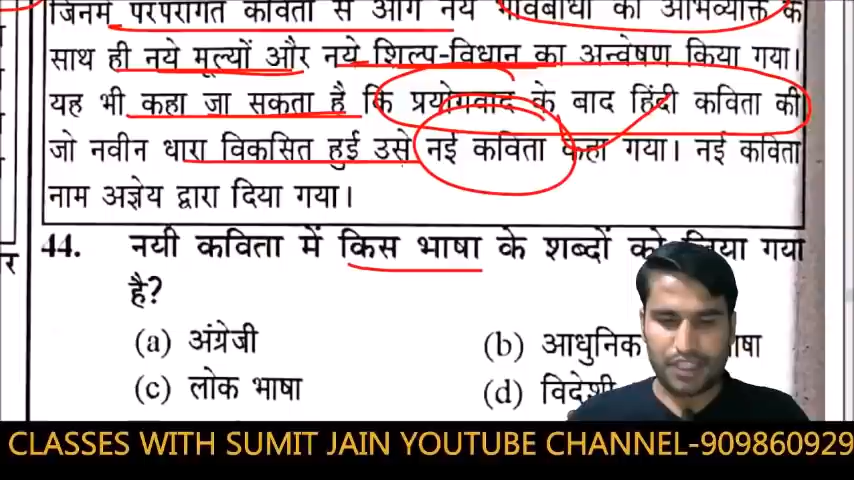 जिनमें परंपरागत कविता से आगे नये भावबोधों की अभिव्यक्ति के
साथ ही नये मूल्यों और नये शिल्प-विधान का अन्वेषण किया गया।
यह भी कहा जा सकता है कि प्रयोगवाद के बाद हिंदी कविता की
जो नवीन धारा विकसित हुई उसे नई कविता कहा गया। नई कविता
नाम अज्ञेय द्वारा दिया गया।
र
44. नयी कविता में किस भाषा के शब्दों को लिया गया
है?
(a) अंग्रेजी (b) आधुनिक
(c) लोक भाषा (d) विदेशी
CLASSES WITH SUMIT JAIN YOUTUBE CHANNEL-909860929